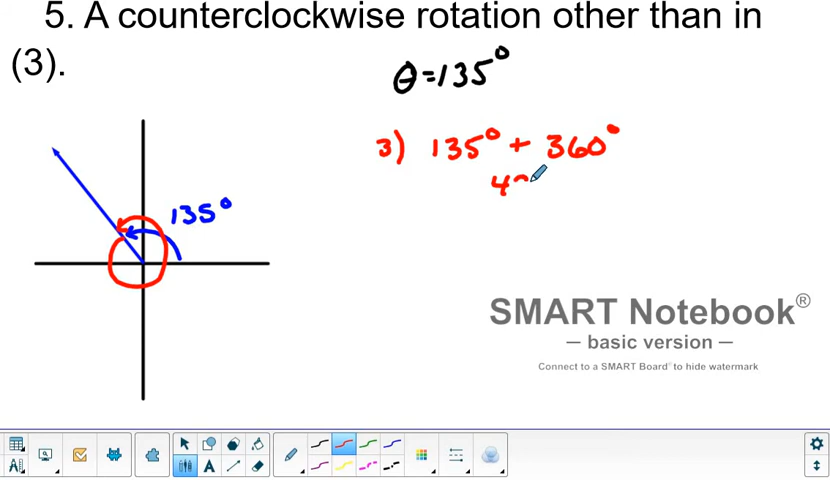 5. A counterclockwise rotation other than in
(3).
θ=135°
3) 135° + 360°
135°
SMART Notebook®
— basic version —
Connect to a SMART Board™ to hide watermark
A